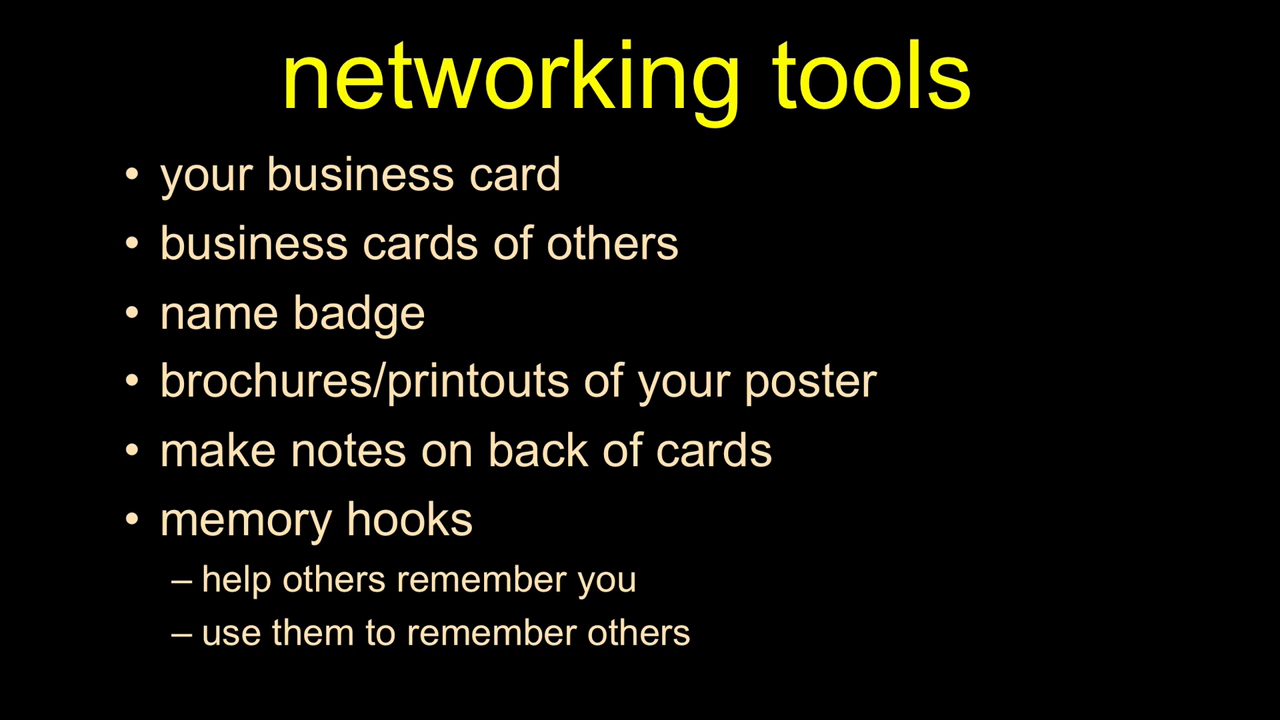 networking tools
• your business card
• business cards of others
• name badge
• brochures/printouts of your poster
• make notes on back of cards
• memory hooks
– help others remember you
– use them to remember others